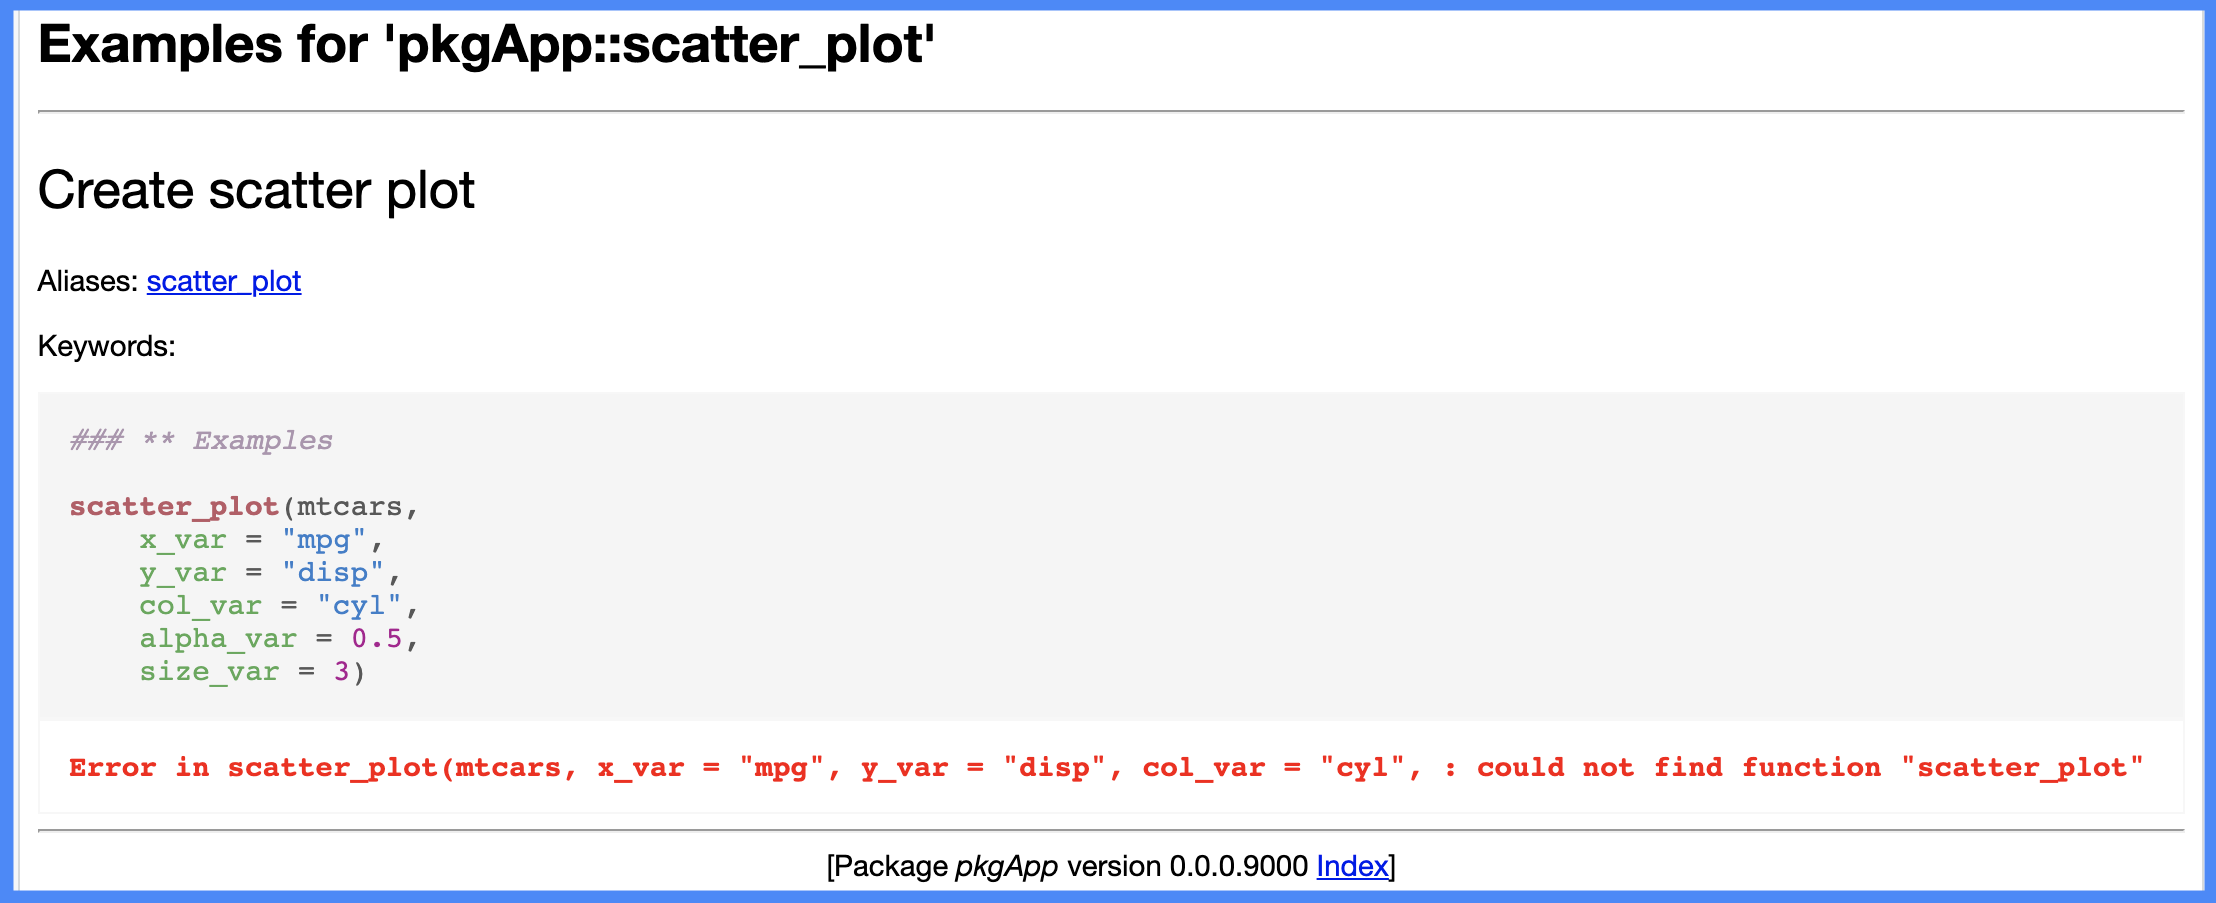 Examples for 'pkgApp::scatter_plot'
Create scatter plot
Aliases: scatter_plot
Keywords:
### ** Examples
scatter_plot(mtcars,
    x_var = "mpg",
    y_var = "disp",
    col_var = "cyl",
    alpha_var = 0.5,
    size_var = 3)
Error in scatter_plot(mtcars, x_var = "mpg", y_var = "disp", col_var = "cyl", : could not find function "scatter_plot"
[Package pkgApp version 0.0.0.9000 Index]